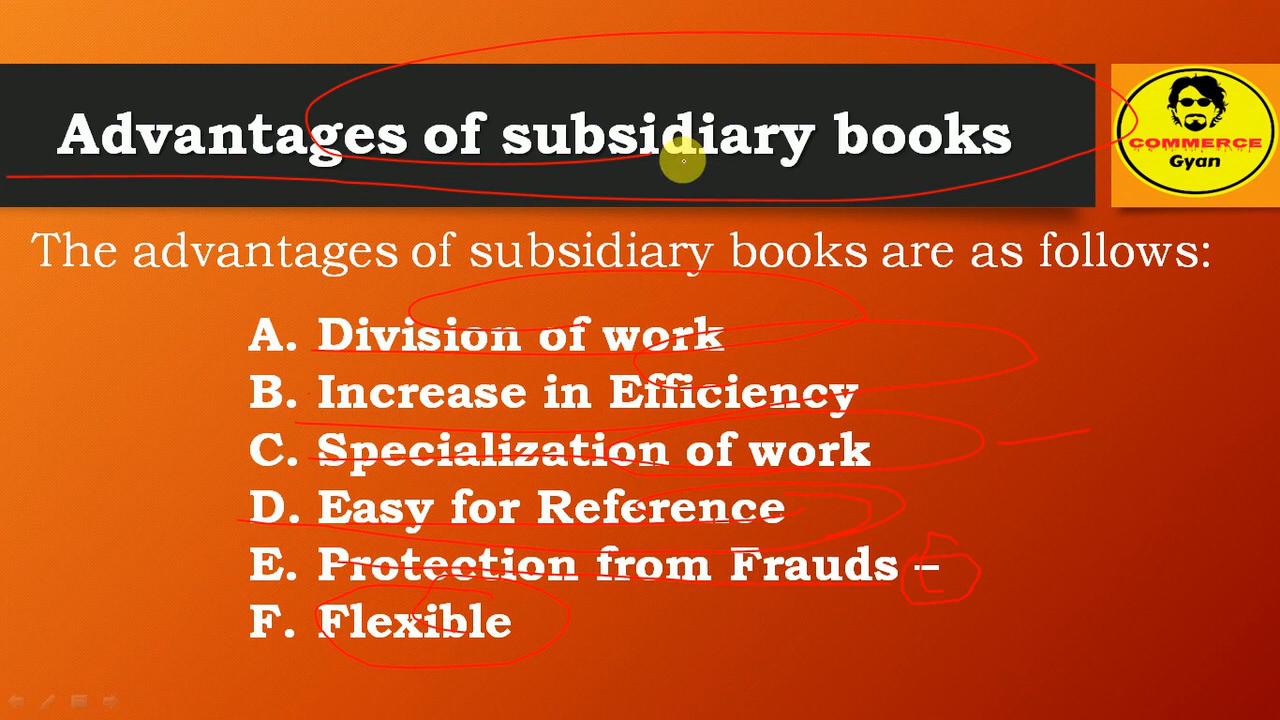 Advantages of subsidiary books
COMMERCE
Gyan
The advantages of subsidiary books are as follows:
A. Division of work
B. Increase in Efficiency
C. Specialization of work
D. Easy for Reference
E. Protection from Frauds –
F. Flexible